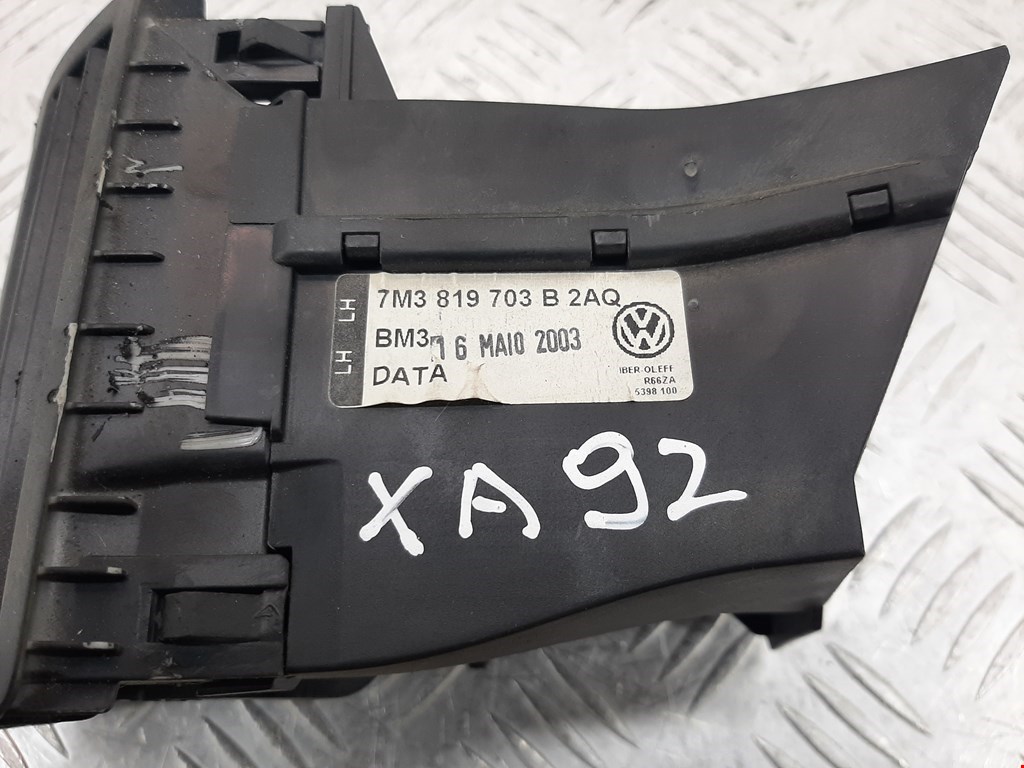 LH LH
7M3 819 703 B 2AQ
BM3 16 MAIO 2003
DATA
IBER-OLEFF
R66ZA
5398 100
XA92